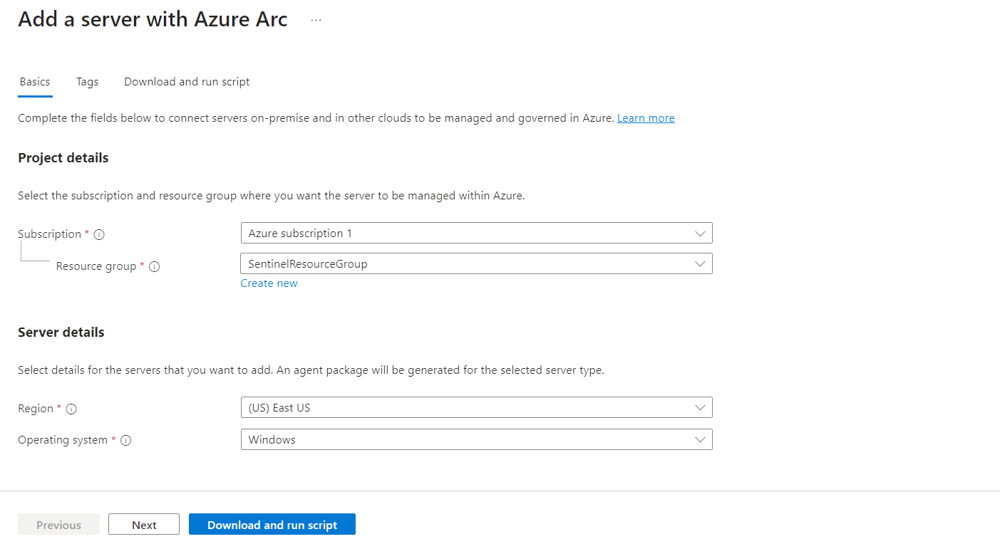 Add a server with Azure Arc ...
Basics Tags Download and run script
Complete the fields below to connect servers on-premise and in other clouds to be managed and governed in Azure. Learn more
Project details
Select the subscription and resource group where you want the server to be managed within Azure.
Subscription * Azure subscription 1
Resource group * SentinelResourceGroup
Create new
Server details
Select details for the servers that you want to add. An agent package will be generated for the selected server type.
Region * (US) East US
Operating system * Windows
Previous Next Download and run script